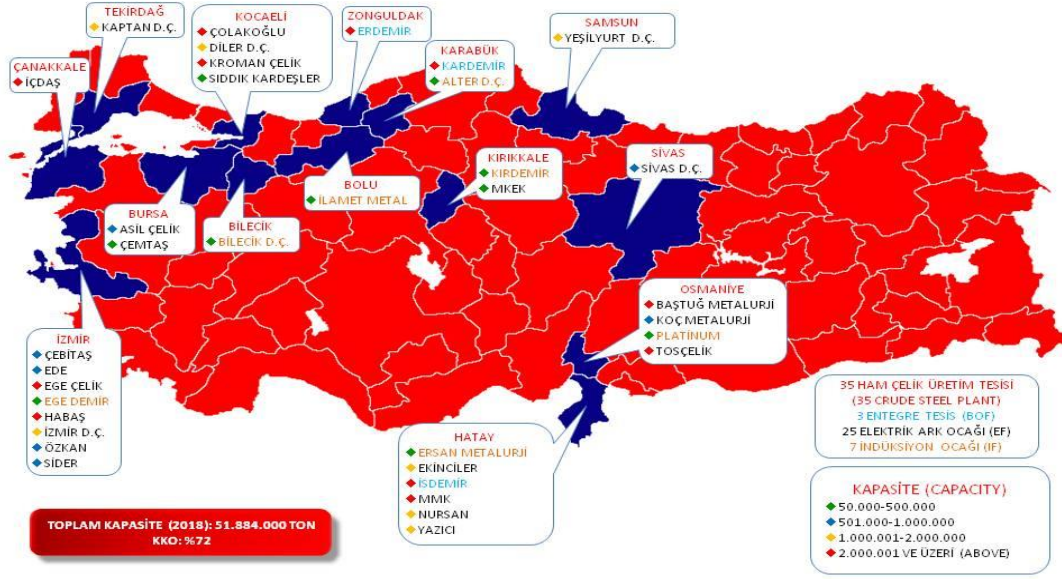 TEKİRDAĞ
KAPTAN D.Ç.
KOCAELİ
ÇOLAKOĞLU
DİLER D.Ç.
KROMAN ÇELİK
SIDDIK KARDEŞLER
ZONGULDAK
ERDEMİR
SAMSUN
YEŞİLYURT D.Ç.
KARABÜK
KARDEMİR
ALTER D.Ç.
ÇANAKKALE
İÇDAŞ
KIRIKKALE
KIRDEMİR
MKEK
SİVAS
SİVAS D.Ç.
BOLU
İLAMET METAL
BURSA
ASİL ÇELİK
ÇEMTAŞ
BİLECİK
BİLECİK D.Ç.
OSMANİYE
BAŞTUĞ METALURJİ
KOÇ METALURJİ
PLATİNUM
TOSÇELİK
İZMİR
ÇEBİTAŞ
EDE
EGE ÇELİK
EGE DEMİR
HABAŞ
İZMİR D.Ç.
ÖZKAN
SİDER
HATAY
ERSAN METALURJİ
EKİNCİLER
İSDEMİR
MMK
NURSAN
YAZICI
35 HAM ÇELİK ÜRETİM TESİSİ
(35 CRUDE STEEL PLANT)
3 ENTEGRE TESİS (BOF)
25 ELEKTRİK ARK OCAĞI (EF)
7 İNDÜKSİYON OCAĞI (IF)
KAPASİTE (CAPACITY)
50.000-500.000
501.000-1.000.000
1.000.001-2.000.000
2.000.001 VE ÜZERİ (ABOVE)
TOPLAM KAPASİTE (2018): 51.884.000 TON
KKO: %72